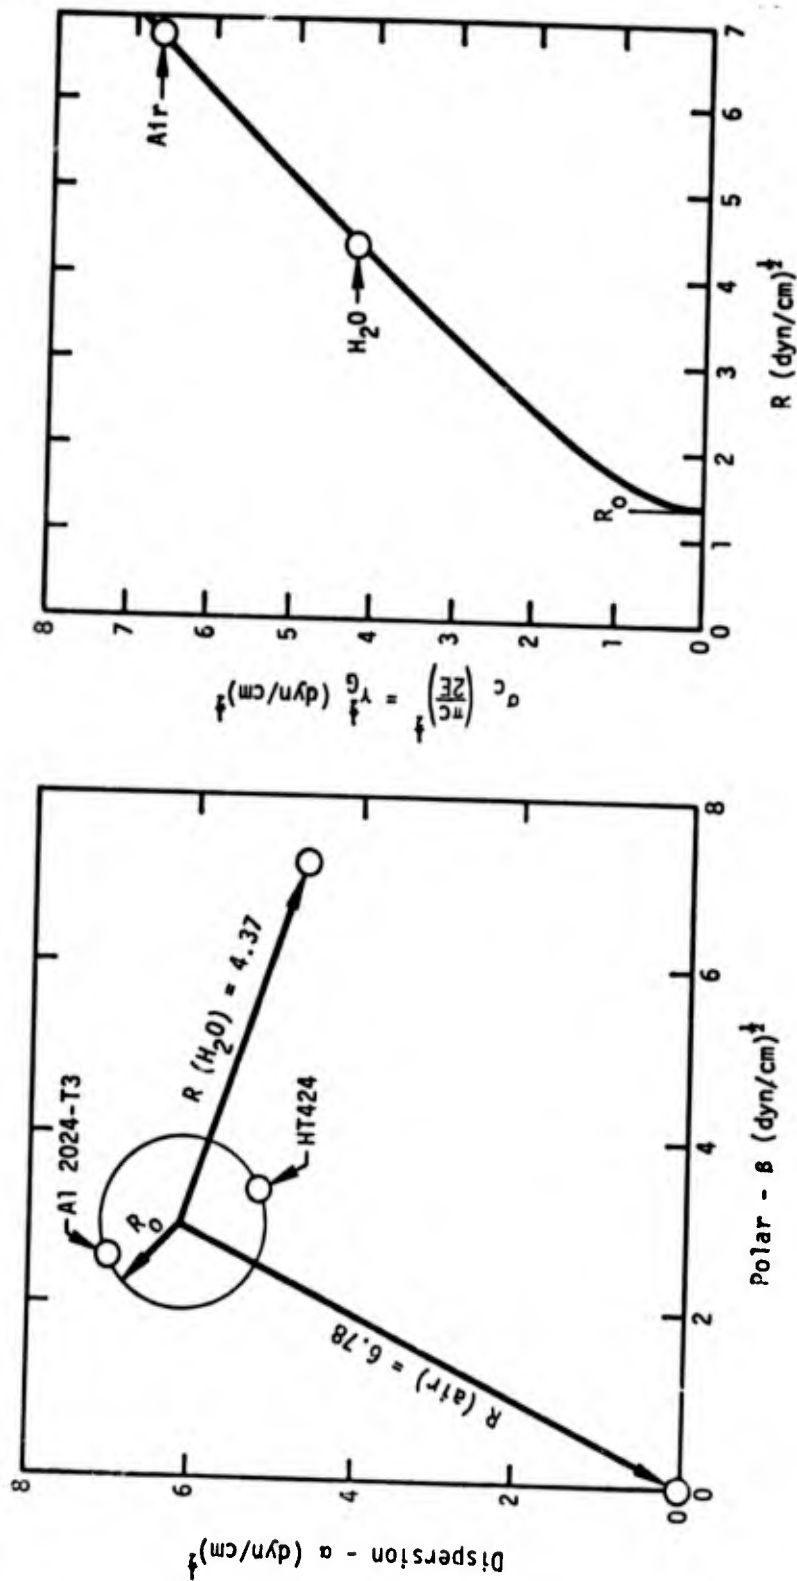 Dispersion - α (dyn/cm)½
8
6
4
2
0
0
2
4
6
8
Polar - β (dyn/cm)½
Al 2024-T3
R₀
R (H₂O) = 4.37
HT424
R (air) = 6.78
σ_c (πC/2E)½ = γ_G½ (dyn/cm)½
8
7
6
5
4
3
2
1
0
0
1
2
3
4
5
6
7
R (dyn/cm)½
Air
H₂O
R₀